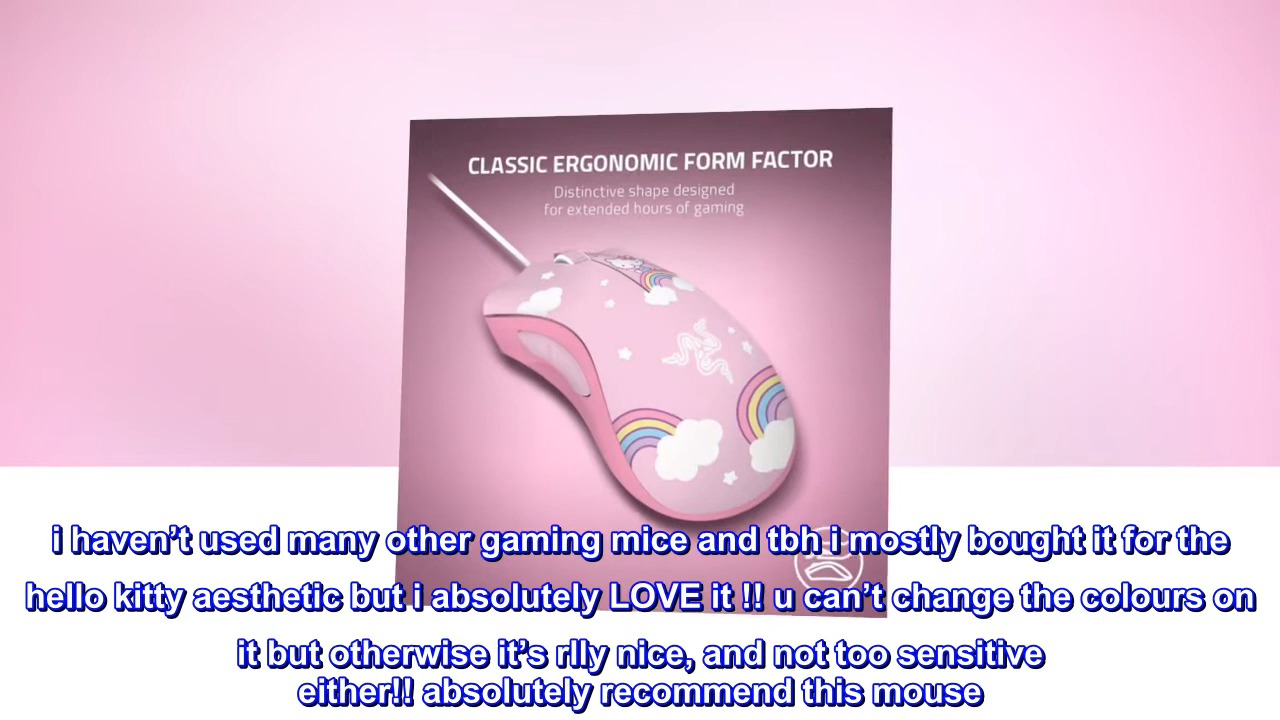 CLASSIC ERGONOMIC FORM FACTOR
Distinctive shape designed
for extended hours of gaming
i haven’t used many other gaming mice and tbh i mostly bought it for the
hello kitty aesthetic but i absolutely LOVE it !! u can’t change the colours on
it but otherwise it’s rlly nice, and not too sensitive
either!! absolutely recommend this mouse